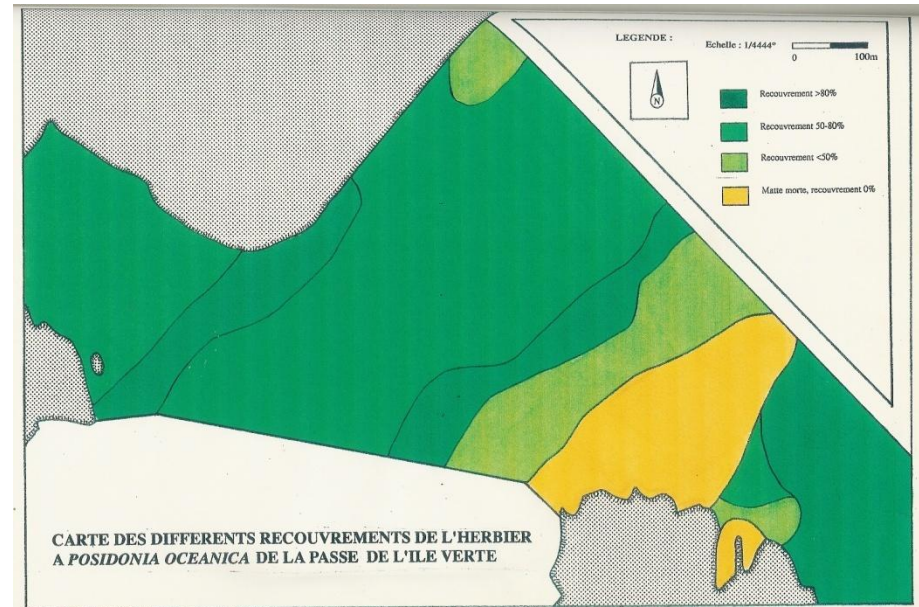 LEGENDE :
Echelle : 1/4444°
0 100m
N
Recouvrement >80%
Recouvrement 50-80%
Recouvrement <50%
Matte morte, recouvrement 0%
CARTE DES DIFFERENTS RECOUVREMENTS DE L'HERBIER
A POSIDONIA OCEANICA DE LA PASSE DE L'ILE VERTE